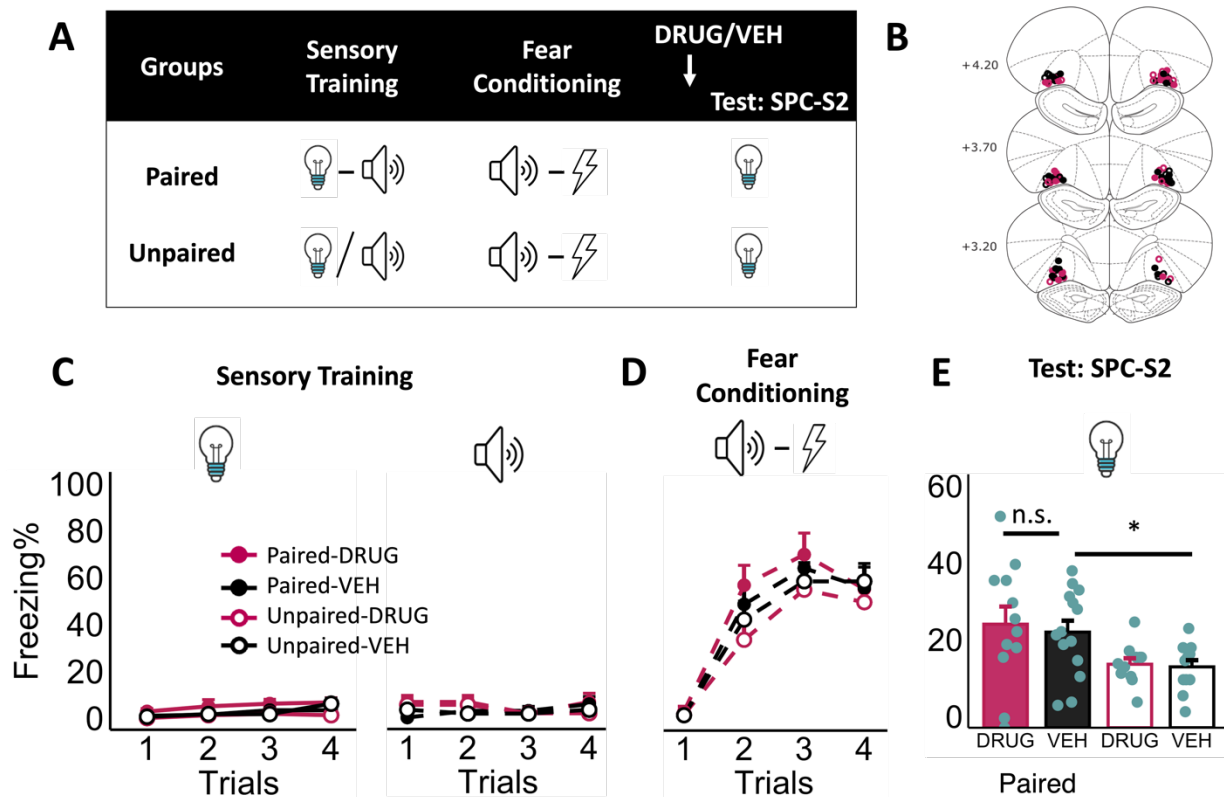 A
Groups
Sensory
Training
Fear
Conditioning
DRUG/VEH
Test: SPC-S2
Paired
Unpaired
B
+4.20
+3.70
+3.20
C
Sensory Training
Freezing%
100
80
60
40
20
0
Paired-DRUG
Paired-VEH
Unpaired-DRUG
Unpaired-VEH
1 2 3 4
Trials
1 2 3 4
Trials
D
Fear
Conditioning
1 2 3 4
Trials
E
Test: SPC-S2
60
40
20
0
n.s.
*
DRUG VEH DRUG VEH
Paired